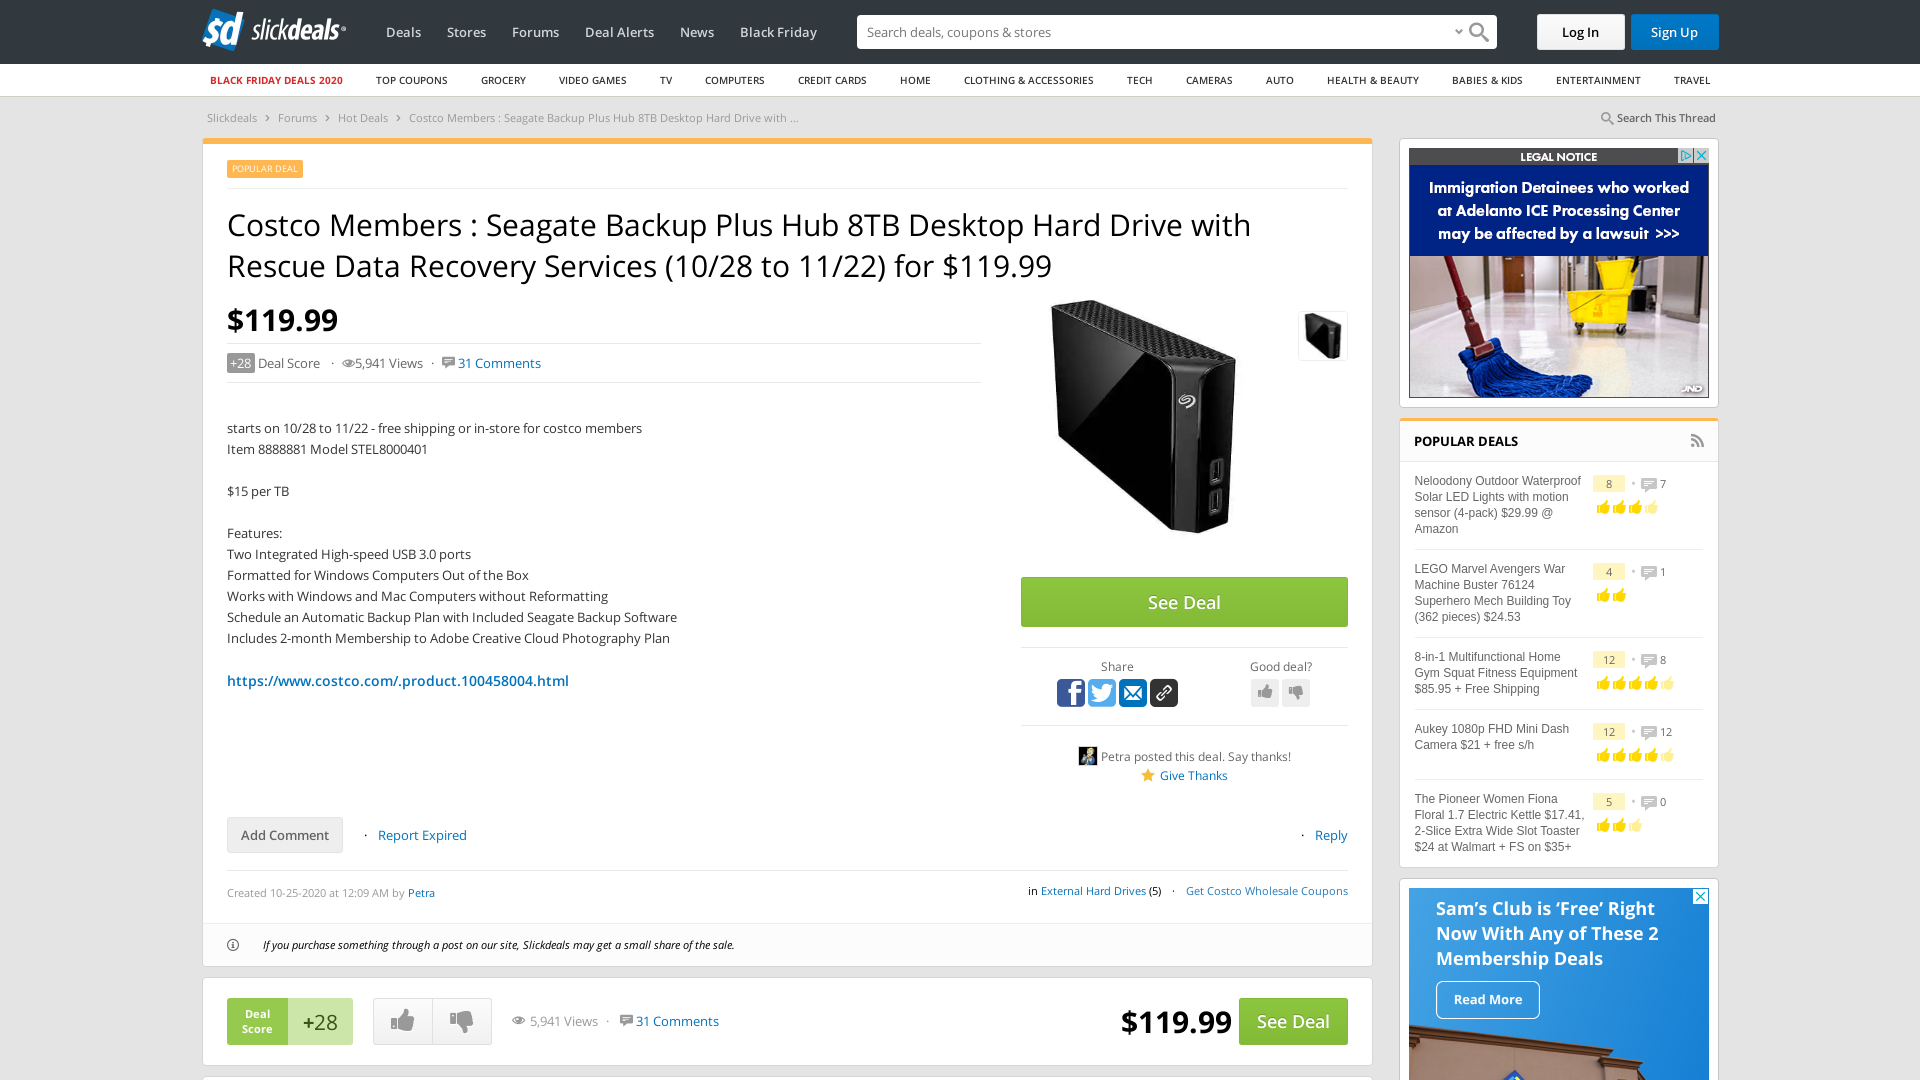 slickdeals
Deals
Stores
Forums
Deal Alerts
News
Black Friday
Search deals, coupons & stores
Log In
Sign Up
BLACK FRIDAY DEALS 2020
TOP COUPONS
GROCERY
VIDEO GAMES
TV
COMPUTERS
CREDIT CARDS
HOME
CLOTHING & ACCESSORIES
TECH
CAMERAS
AUTO
HEALTH & BEAUTY
BABIES & KIDS
ENTERTAINMENT
TRAVEL
Slickdeals > Forums > Hot Deals > Costco Members : Seagate Backup Plus Hub 8TB Desktop Hard Drive with ...
Search This Thread
POPULAR DEAL
Costco Members : Seagate Backup Plus Hub 8TB Desktop Hard Drive with
Rescue Data Recovery Services (10/28 to 11/22) for $119.99
$119.99
+28 Deal Score · 5,941 Views · 31 Comments
starts on 10/28 to 11/22 - free shipping or in-store for costco members
Item 8888881 Model STEL8000401
$15 per TB
Features:
Two Integrated High-speed USB 3.0 ports
Formatted for Windows Computers Out of the Box
Works with Windows and Mac Computers without Reformatting
Schedule an Automatic Backup Plan with Included Seagate Backup Software
Includes 2-month Membership to Adobe Creative Cloud Photography Plan
https://www.costco.com/.product.100458004.html
See Deal
Share
Good deal?
Petra posted this deal. Say thanks!
Give Thanks
Add Comment · Report Expired
· Reply
Created 10-25-2020 at 12:09 AM by Petra
in External Hard Drives (5) · Get Costco Wholesale Coupons
If you purchase something through a post on our site, Slickdeals may get a small share of the sale.
Deal
Score
+28
5,941 Views · 31 Comments
$119.99
See Deal
LEGAL NOTICE
Immigration Detainees who worked
at Adelanto ICE Processing Center
may be affected by a lawsuit >>>
JND
POPULAR DEALS
Neloodony Outdoor Waterproof
Solar LED Lights with motion
sensor (4-pack) $29.99 @
Amazon
8 · 7
LEGO Marvel Avengers War
Machine Buster 76124
Superhero Mech Building Toy
(362 pieces) $24.53
4 · 1
8-in-1 Multifunctional Home
Gym Squat Fitness Equipment
$85.95 + Free Shipping
12 · 8
Aukey 1080p FHD Mini Dash
Camera $21 + free s/h
12 · 12
The Pioneer Women Fiona
Floral 1.7 Electric Kettle $17.41,
2-Slice Extra Wide Slot Toaster
$24 at Walmart + FS on $35+
5 · 0
Sam's Club is 'Free' Right
Now With Any of These 2
Membership Deals
Read More